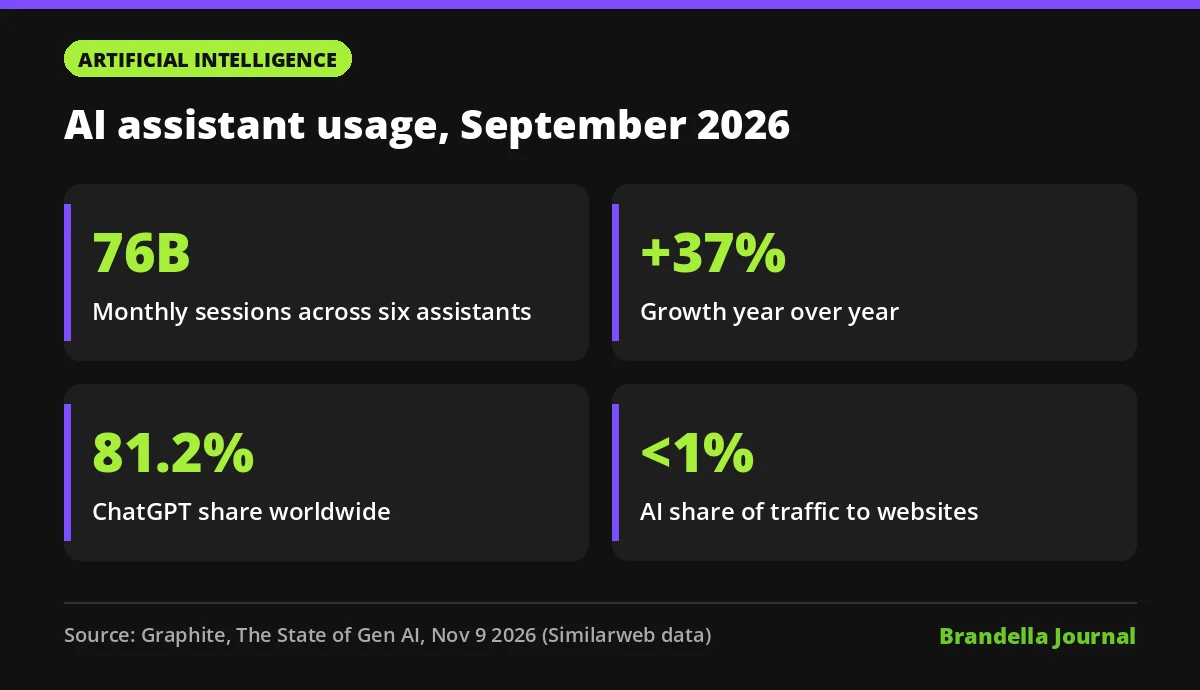 ARTIFICIAL INTELLIGENCE
AI assistant usage, September 2026
76B
Monthly sessions across six assistants
+37%
Growth year over year
81.2%
ChatGPT share worldwide
<1%
AI share of traffic to websites
Source: Graphite, The State of Gen AI, Nov 9 2026 (Similarweb data)
Brandella Journal